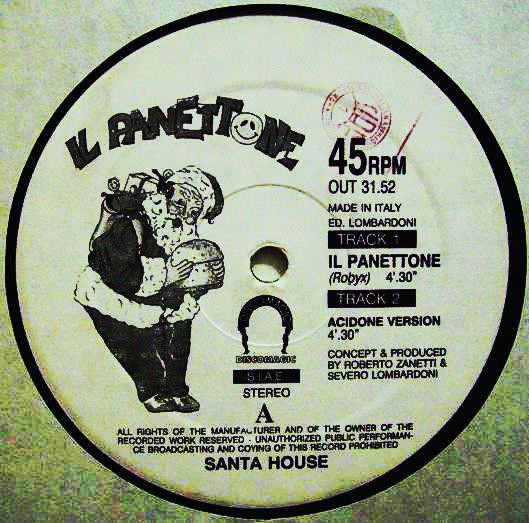 IL PANETTONE
45 RPM
OUT 31.52
MADE IN ITALY
ED. LOMBARDONI
TRACK 1
IL PANETTONE
(Robyx) 4'.30"
TRACK 2
ACIDONE VERSION
4'.30"
CONCEPT & PRODUCED
BY ROBERTO ZANETTI &
SEVERO LOMBARDONI
DISCOMAGIC
S.I.A.E.
STEREO
A
ALL RIGHTS OF THE MANUFACTURER AND OF THE OWNER OF THE
RECORDED WORK RESERVED - UNAUTHORIZED PUBLIC PERFORMAN-
CE BROADCASTING AND COYING OF THIS RECORD PROHIBITED
SANTA HOUSE